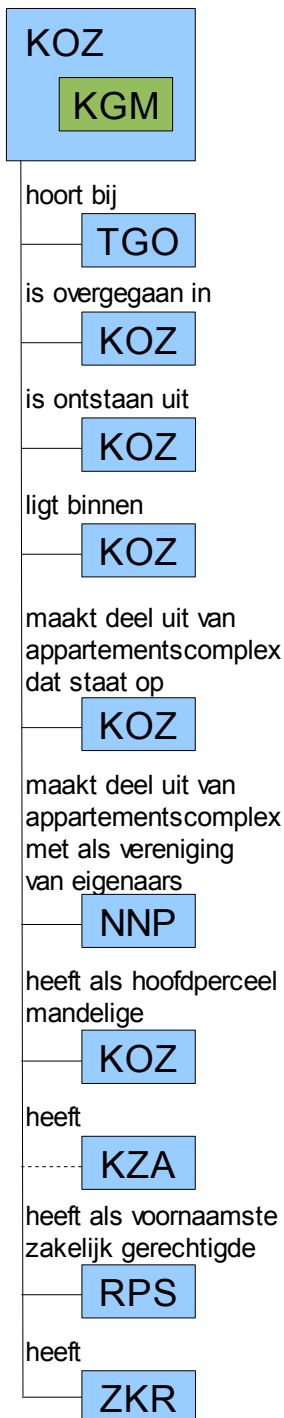 KOZ
KGM
hoort bij
TGO
is overgegaan in
KOZ
is ontstaan uit
KOZ
ligt binnen
KOZ
maakt deel uit van
appartementscomplex
dat staat op
KOZ
maakt deel uit van
appartementscomplex
met als vereniging
van eigenaars
NNP
heeft als hoofdperceel
mandelige
KOZ
heeft
KZA
heeft als voornaamste
zakelijk gerechtigde
RPS
heeft
ZKR